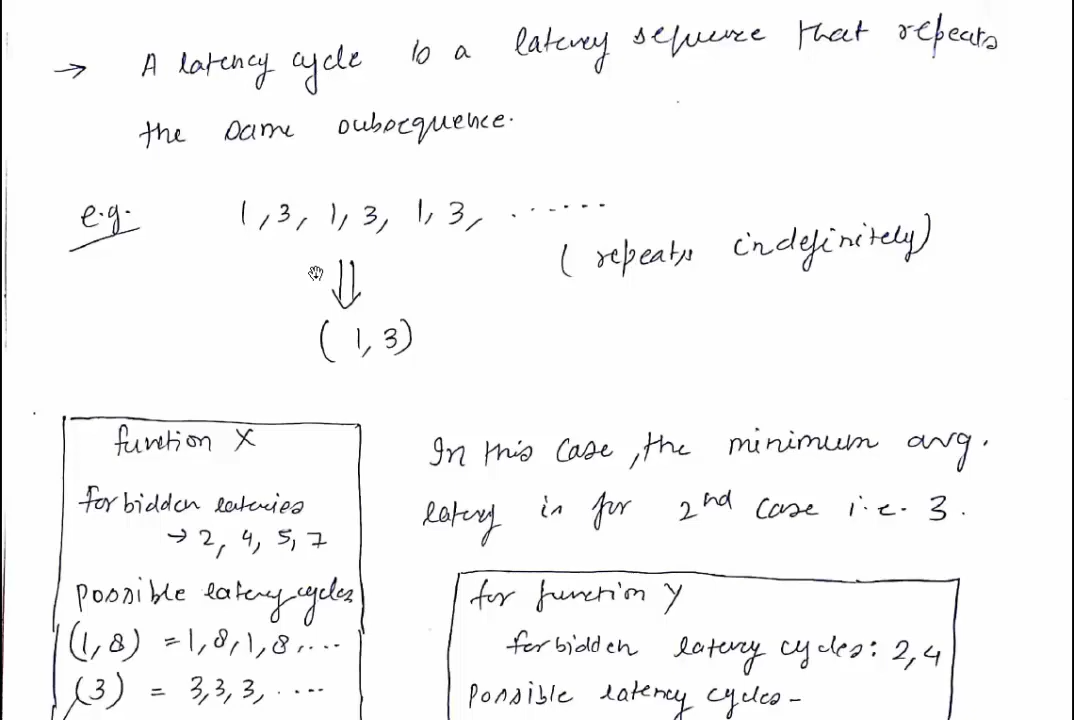 → A latency cycle is a latency sequence that repeats
the same subsequence.
e.g. 1, 3, 1, 3, 1, 3, .......
( repeats indefinitely)
⇓
( 1, 3)
function X
forbidden latencies
→ 2, 4, 5, 7
possible latency cycles
(1, 8) = 1, 8, 1, 8, ....
(3) = 3, 3, 3, ....
In this case, the minimum avg.
latency is for 2nd case i.e. 3.
for function Y
forbidden latency cycles: 2, 4
possible latency cycles -